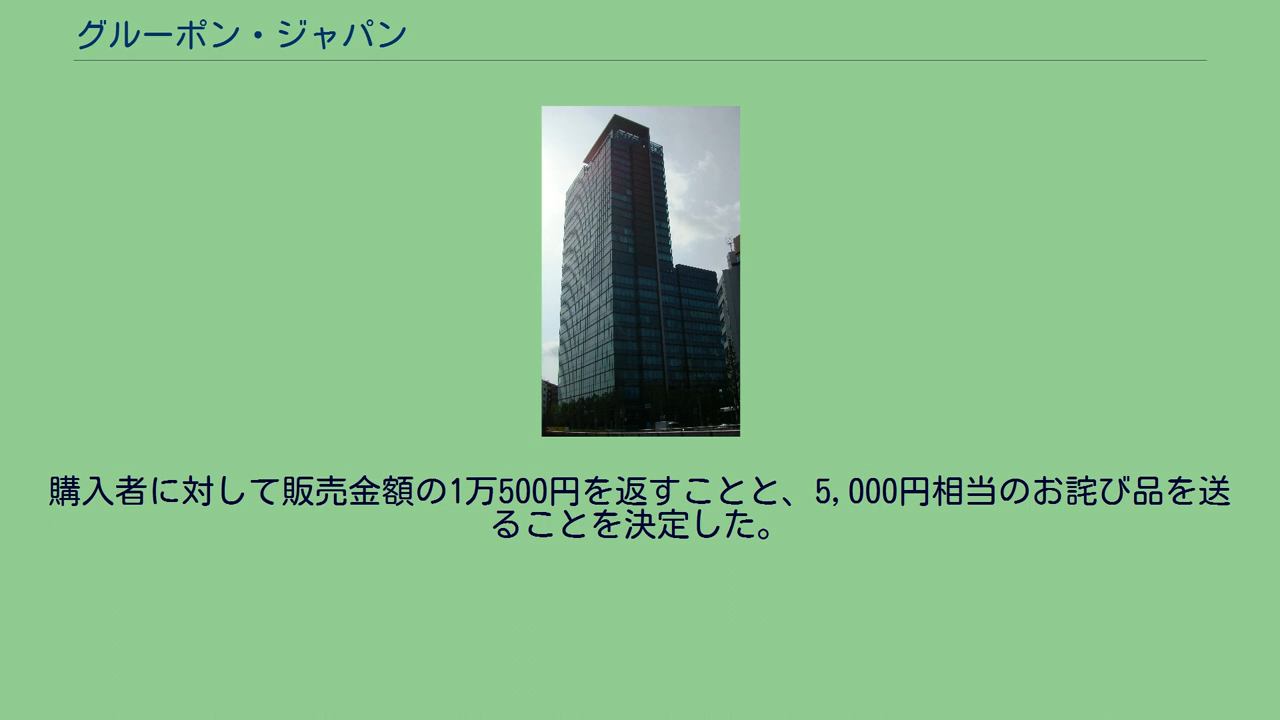 グルーポン・ジャパン
購入者に対して販売金額の1万500円を返すことと、5,000円相当のお詫び品を送
ることを決定した。